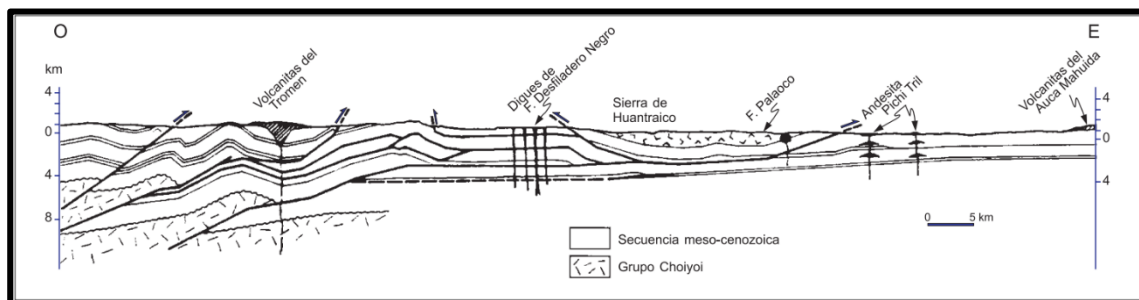 O
E
km
4
0
4
8
Volcanitas del
Tromen
Diques de
F. Desfiladero Negro
Sierra de
Huantraico
F. Palaoco
Andesita
Pichi Tril
Volcanitas del
Auca Mahuida
4
0
4
0 5 km
Secuencia meso-cenozoica
Grupo Choiyoi